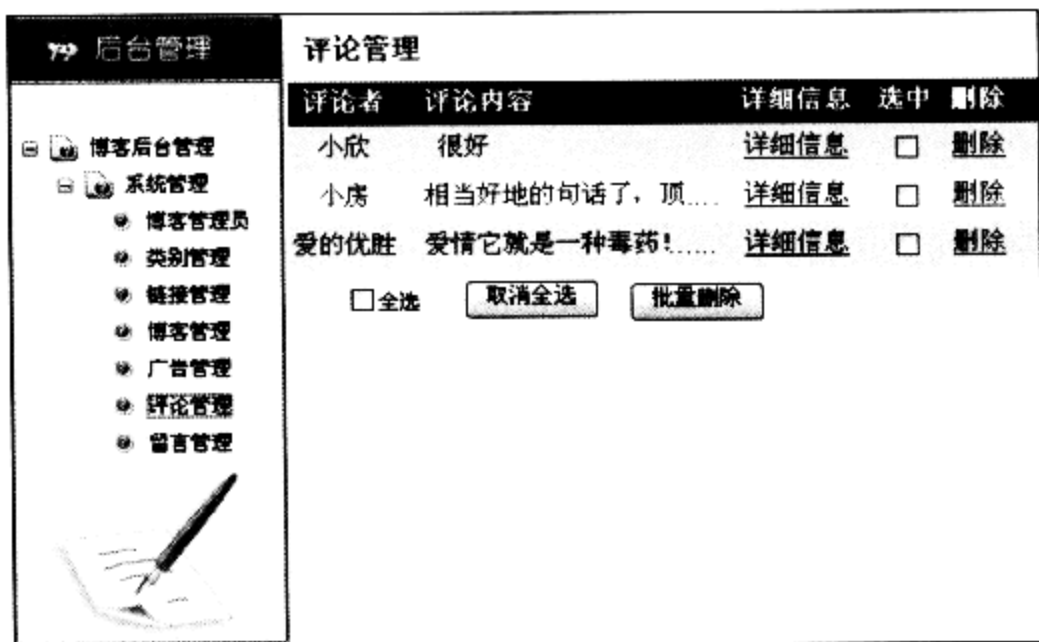 后台管理
博客后台管理
系统管理
博客管理员
类别管理
链接管理
博客管理
广告管理
评论管理
留言管理
评论管理
评论者 评论内容 详细信息 选中 删除
小欣 很好 详细信息 删除
小虏 相当好地的句话了，顶.... 详细信息 删除
爱的优胜 爱情它就是一种毒药!...... 详细信息 删除
全选 取消全选 批量删除